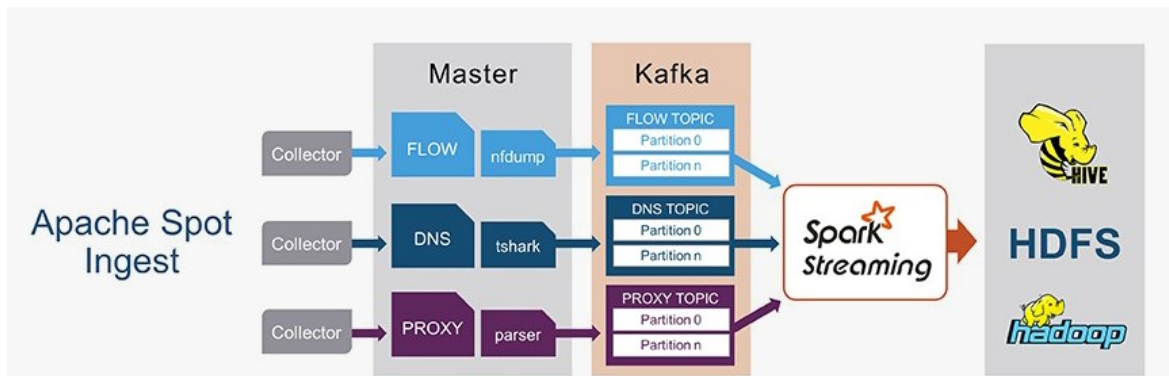 Apache Spot
Ingest
Master
Kafka
Collector
FLOW
nfdump
FLOW TOPIC
Partition 0
Partition n
Collector
DNS
tshark
DNS TOPIC
Partition 0
Partition n
Collector
PROXY
parser
PROXY TOPIC
Partition 0
Partition n
Spark
Streaming
HIVE
HDFS
hadoop